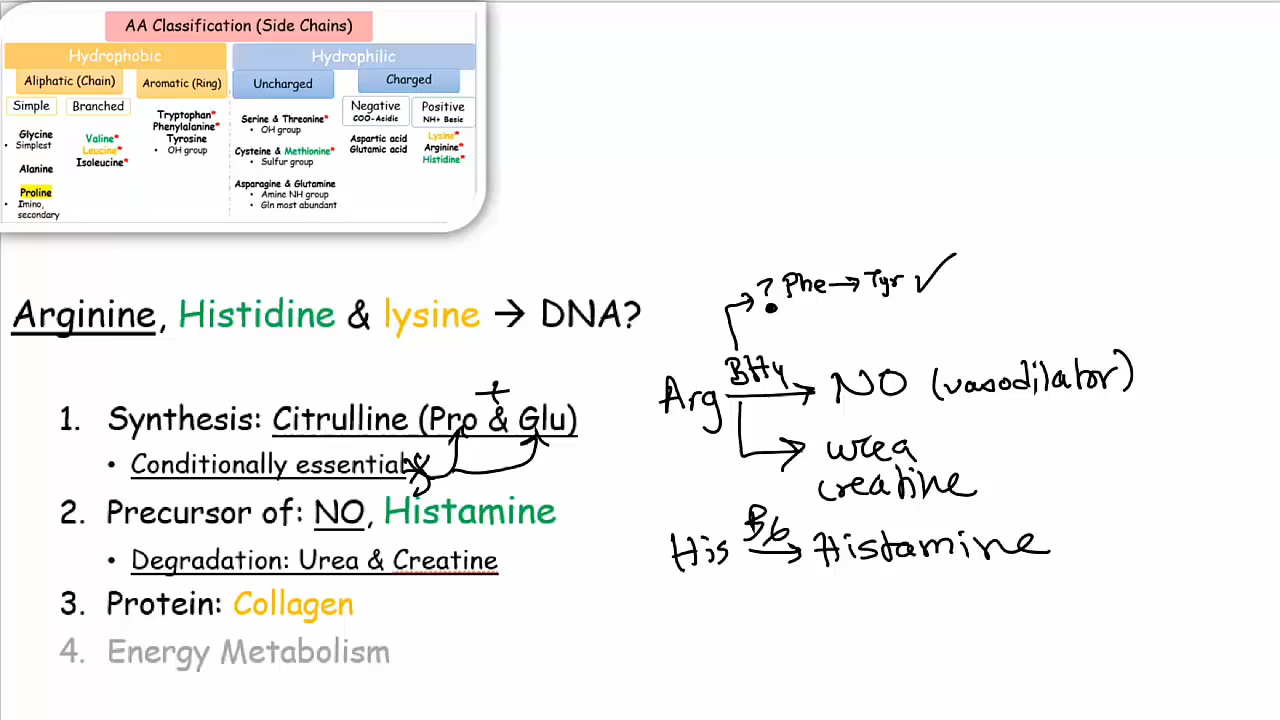 AA Classification (Side Chains)
Hydrophobic
Hydrophilic
Aliphatic (Chain)
Aromatic (Ring)
Uncharged
Charged
Simple
Branched
Negative
COO-Acidic
Positive
NH+ Basic
Glycine
• Simplest
Alanine
Proline
• Imino,
secondary
Valine*
Leucine*
Isoleucine*
Tryptophan*
Phenylalanine*
Tyrosine
• OH group
Serine & Threonine*
• OH group
Cysteine & Methionine*
• Sulfur group
Asparagine & Glutamine
• Amine NH group
• Gln most abundant
Aspartic acid
Glutamic acid
Lysine*
Arginine*
Histidine*
Arginine, Histidine & lysine → DNA?
1. Synthesis: Citrulline (Pro & Glu)
+
• Conditionally essential
2. Precursor of: NO, Histamine
• Degradation: Urea & Creatine
3. Protein: Collagen
4. Energy Metabolism
? Phe → Tyr ✓
Arg BH4 → NO (vasodilator)
→ urea
creatine
His B6 → Histamine